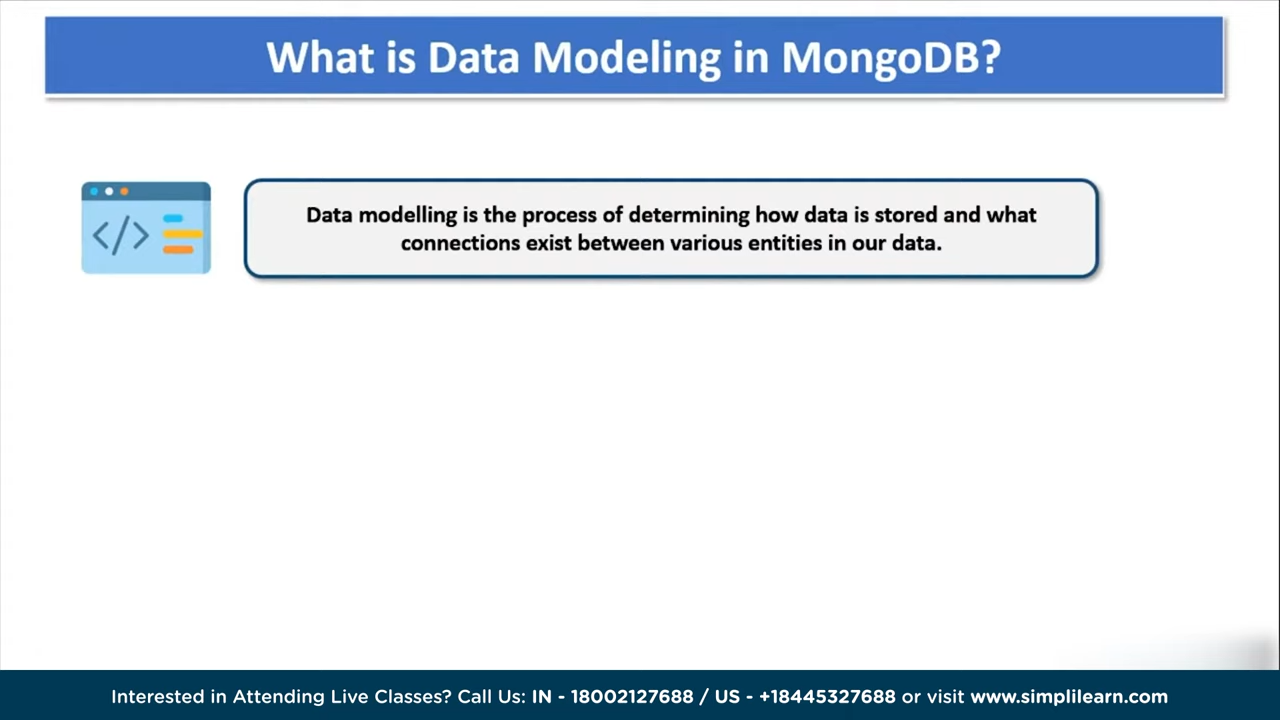 What is Data Modeling in MongoDB?
</>
Data modelling is the process of determining how data is stored and what
connections exist between various entities in our data.
Interested in Attending Live Classes? Call Us: IN - 18002127688 / US - +18445327688 or visit www.simplilearn.com